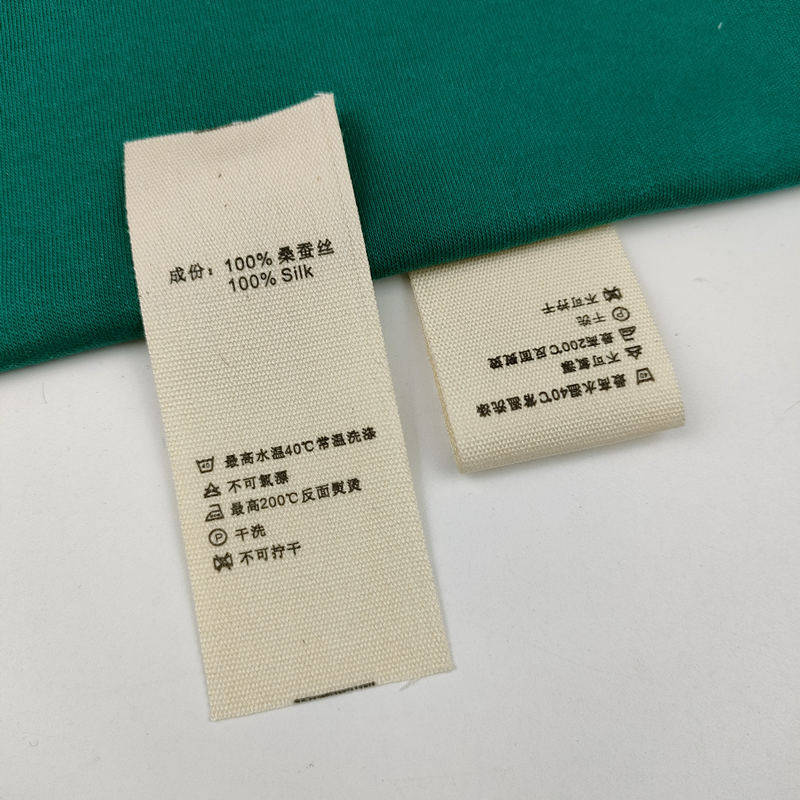 成份：100% 桑蚕丝
100% Silk
40 最高水温40℃常温洗涤
不可氯漂
最高200℃反面熨烫
P 干洗
不可拧干
40 最高水温40℃常温洗涤
不可氯漂
最高200℃反面熨烫
P 干洗
不可拧干